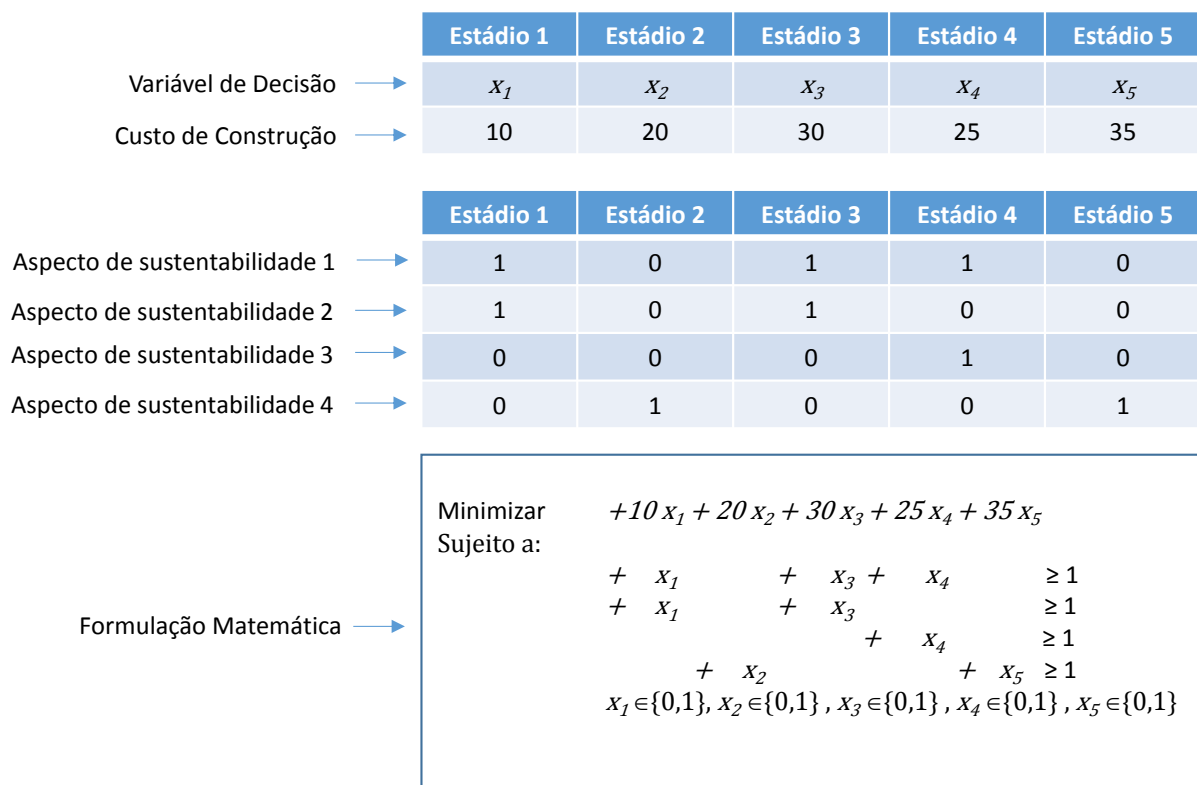 Estádio 1 Estádio 2 Estádio 3 Estádio 4 Estádio 5
Variável de Decisão x1 x2 x3 x4 x5
Custo de Construção 10 20 30 25 35
Estádio 1 Estádio 2 Estádio 3 Estádio 4 Estádio 5
Aspecto de sustentabilidade 1 1 0 1 1 0
Aspecto de sustentabilidade 2 1 0 1 0 0
Aspecto de sustentabilidade 3 0 0 0 1 0
Aspecto de sustentabilidade 4 0 1 0 0 1
Minimizar +10 x1 + 20 x2 + 30 x3 + 25 x4 + 35 x5
Sujeito a:
+ x1 + x3 + x4 ≥ 1
+ x1 + x3 ≥ 1
Formulação Matemática + x4 ≥ 1
+ x2 + x5 ≥ 1
x1 ∈{0,1}, x2 ∈{0,1} , x3 ∈{0,1} , x4 ∈{0,1} , x5 ∈{0,1}